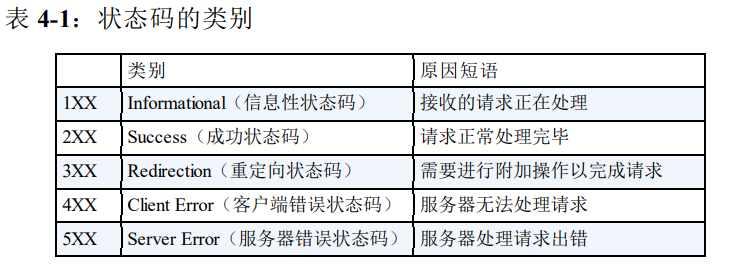 表 4-1：状态码的类别
类别 原因短语
1XX Informational（信息性状态码） 接收的请求正在处理
2XX Success（成功状态码） 请求正常处理完毕
3XX Redirection（重定向状态码） 需要进行附加操作以完成请求
4XX Client Error（客户端错误状态码） 服务器无法处理请求
5XX Server Error（服务器错误状态码） 服务器处理请求出错